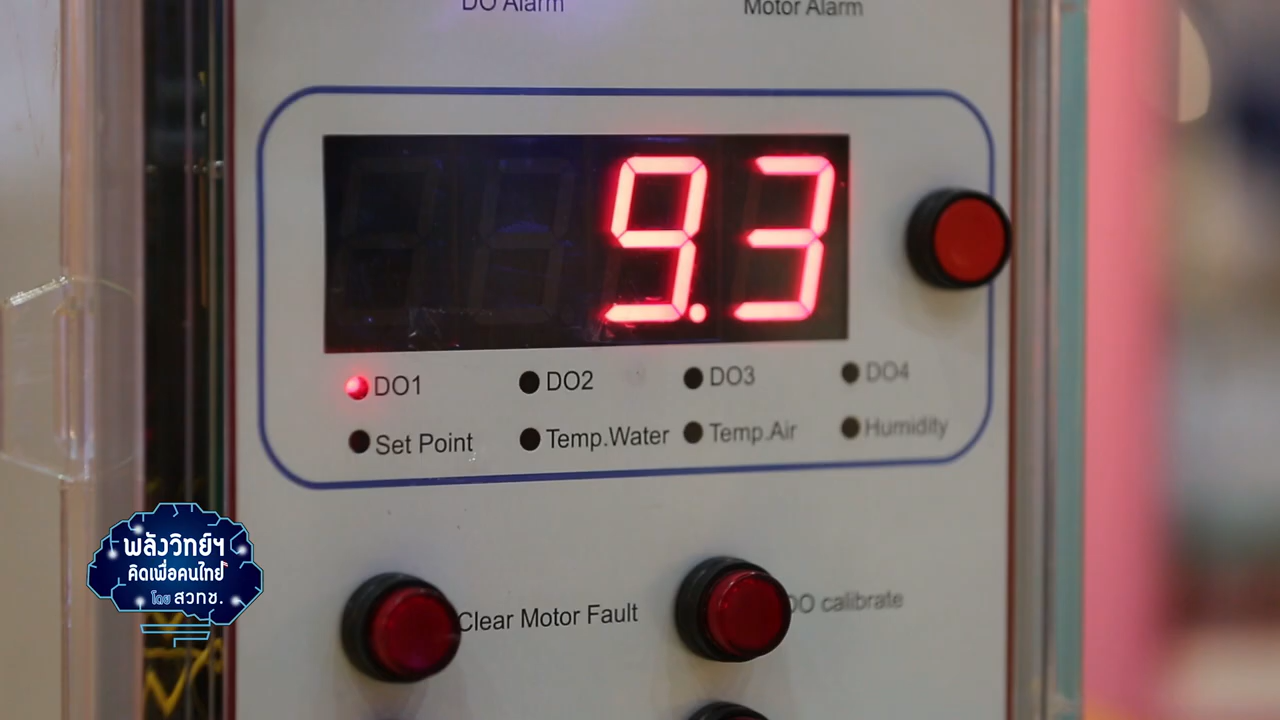 DO Alarm
Motor Alarm
9.3
DO1
DO2
DO3
DO4
Set Point
Temp.Water
Temp.Air
Humidity
Clear Motor Fault
DO calibrate
พลังวิทย์ฯ
คิดเพื่อคนไทย
โดย สวทช.